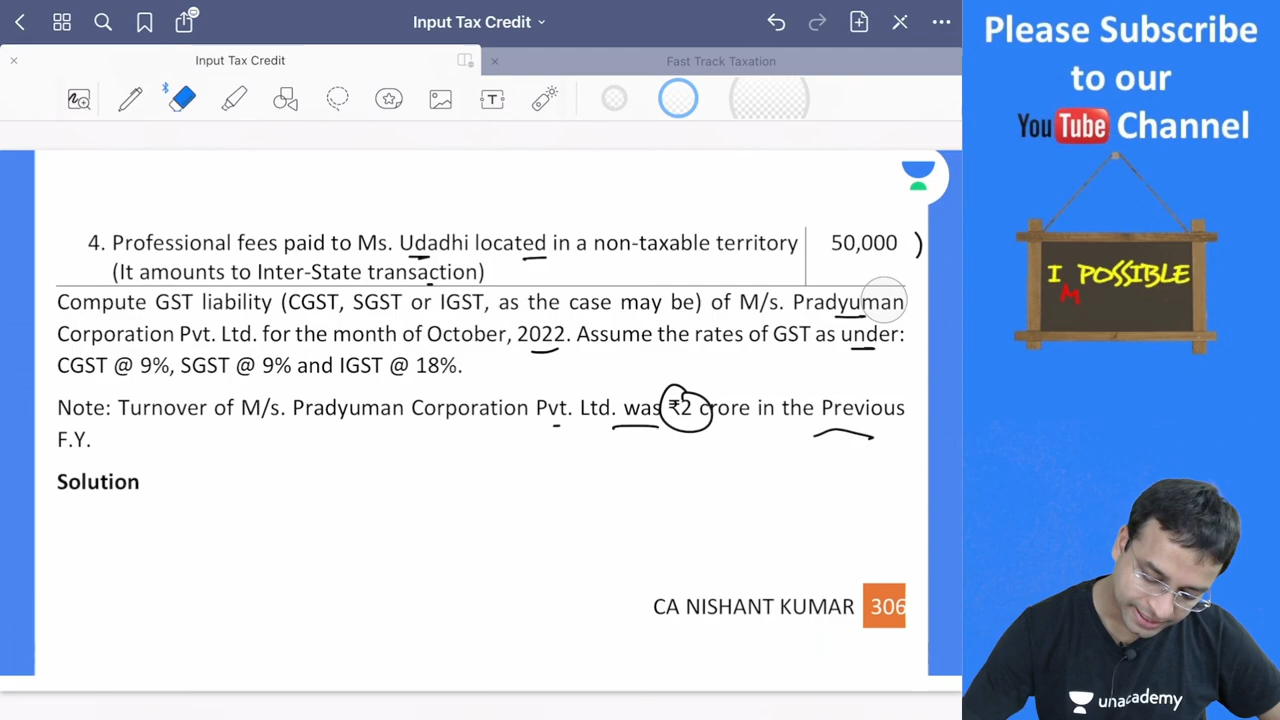 Input Tax Credit
Input Tax Credit
Fast Track Taxation
Please Subscribe
to our
YouTube Channel
I POSSIBLE
M
4. Professional fees paid to Ms. Udadhi located in a non-taxable territory 50,000 )
(It amounts to Inter-State transaction)
Compute GST liability (CGST, SGST or IGST, as the case may be) of M/s. Pradyuman
Corporation Pvt. Ltd. for the month of October, 2022. Assume the rates of GST as under:
CGST @ 9%, SGST @ 9% and IGST @ 18%.
Note: Turnover of M/s. Pradyuman Corporation Pvt. Ltd. was ₹2 crore in the Previous
F.Y.
Solution
CA NISHANT KUMAR 306
unacademy